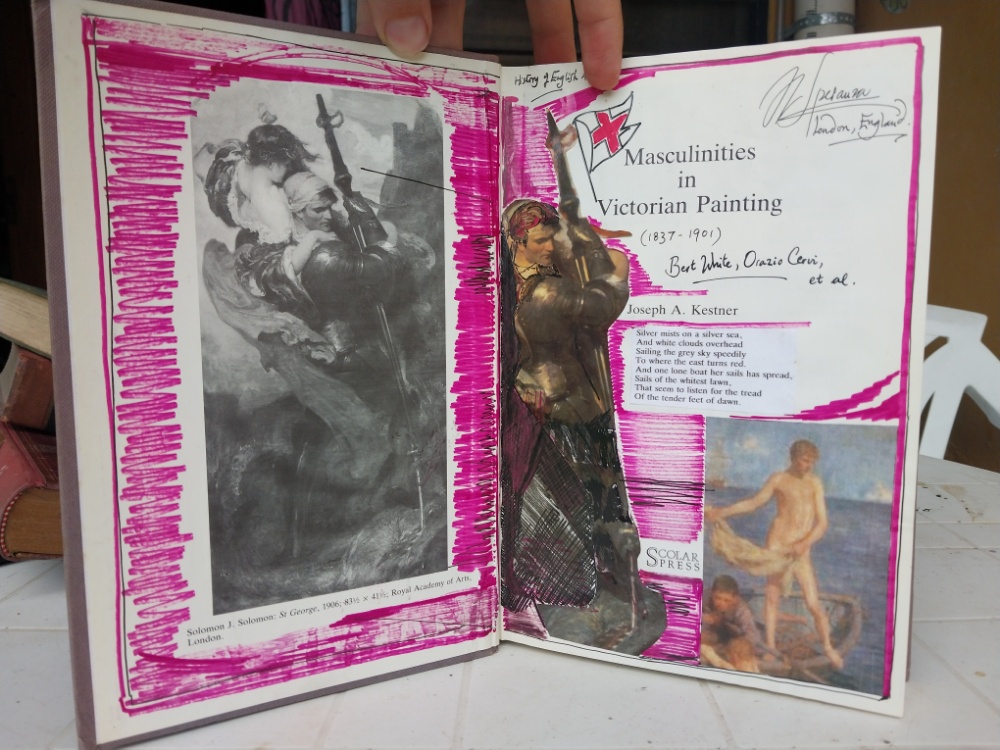 Solomon J. Solomon: St George, 1906; 83½ × 41½; Royal Academy of Arts,
London.
History of English
Speranza
London, England.
Masculinities
in
Victorian Painting
(1837-1901)
Bert White, Orazio Cervi,
et al.
Joseph A. Kestner
Silver mists on a silver sea,
And white clouds overhead
Sailing the grey sky speedily
To where the east turns red.
And one lone boat her sails has spread,
Sails of the whitest lawn,
That seem to listen for the tread
Of the tender feet of dawn.
SCOLAR
PRESS